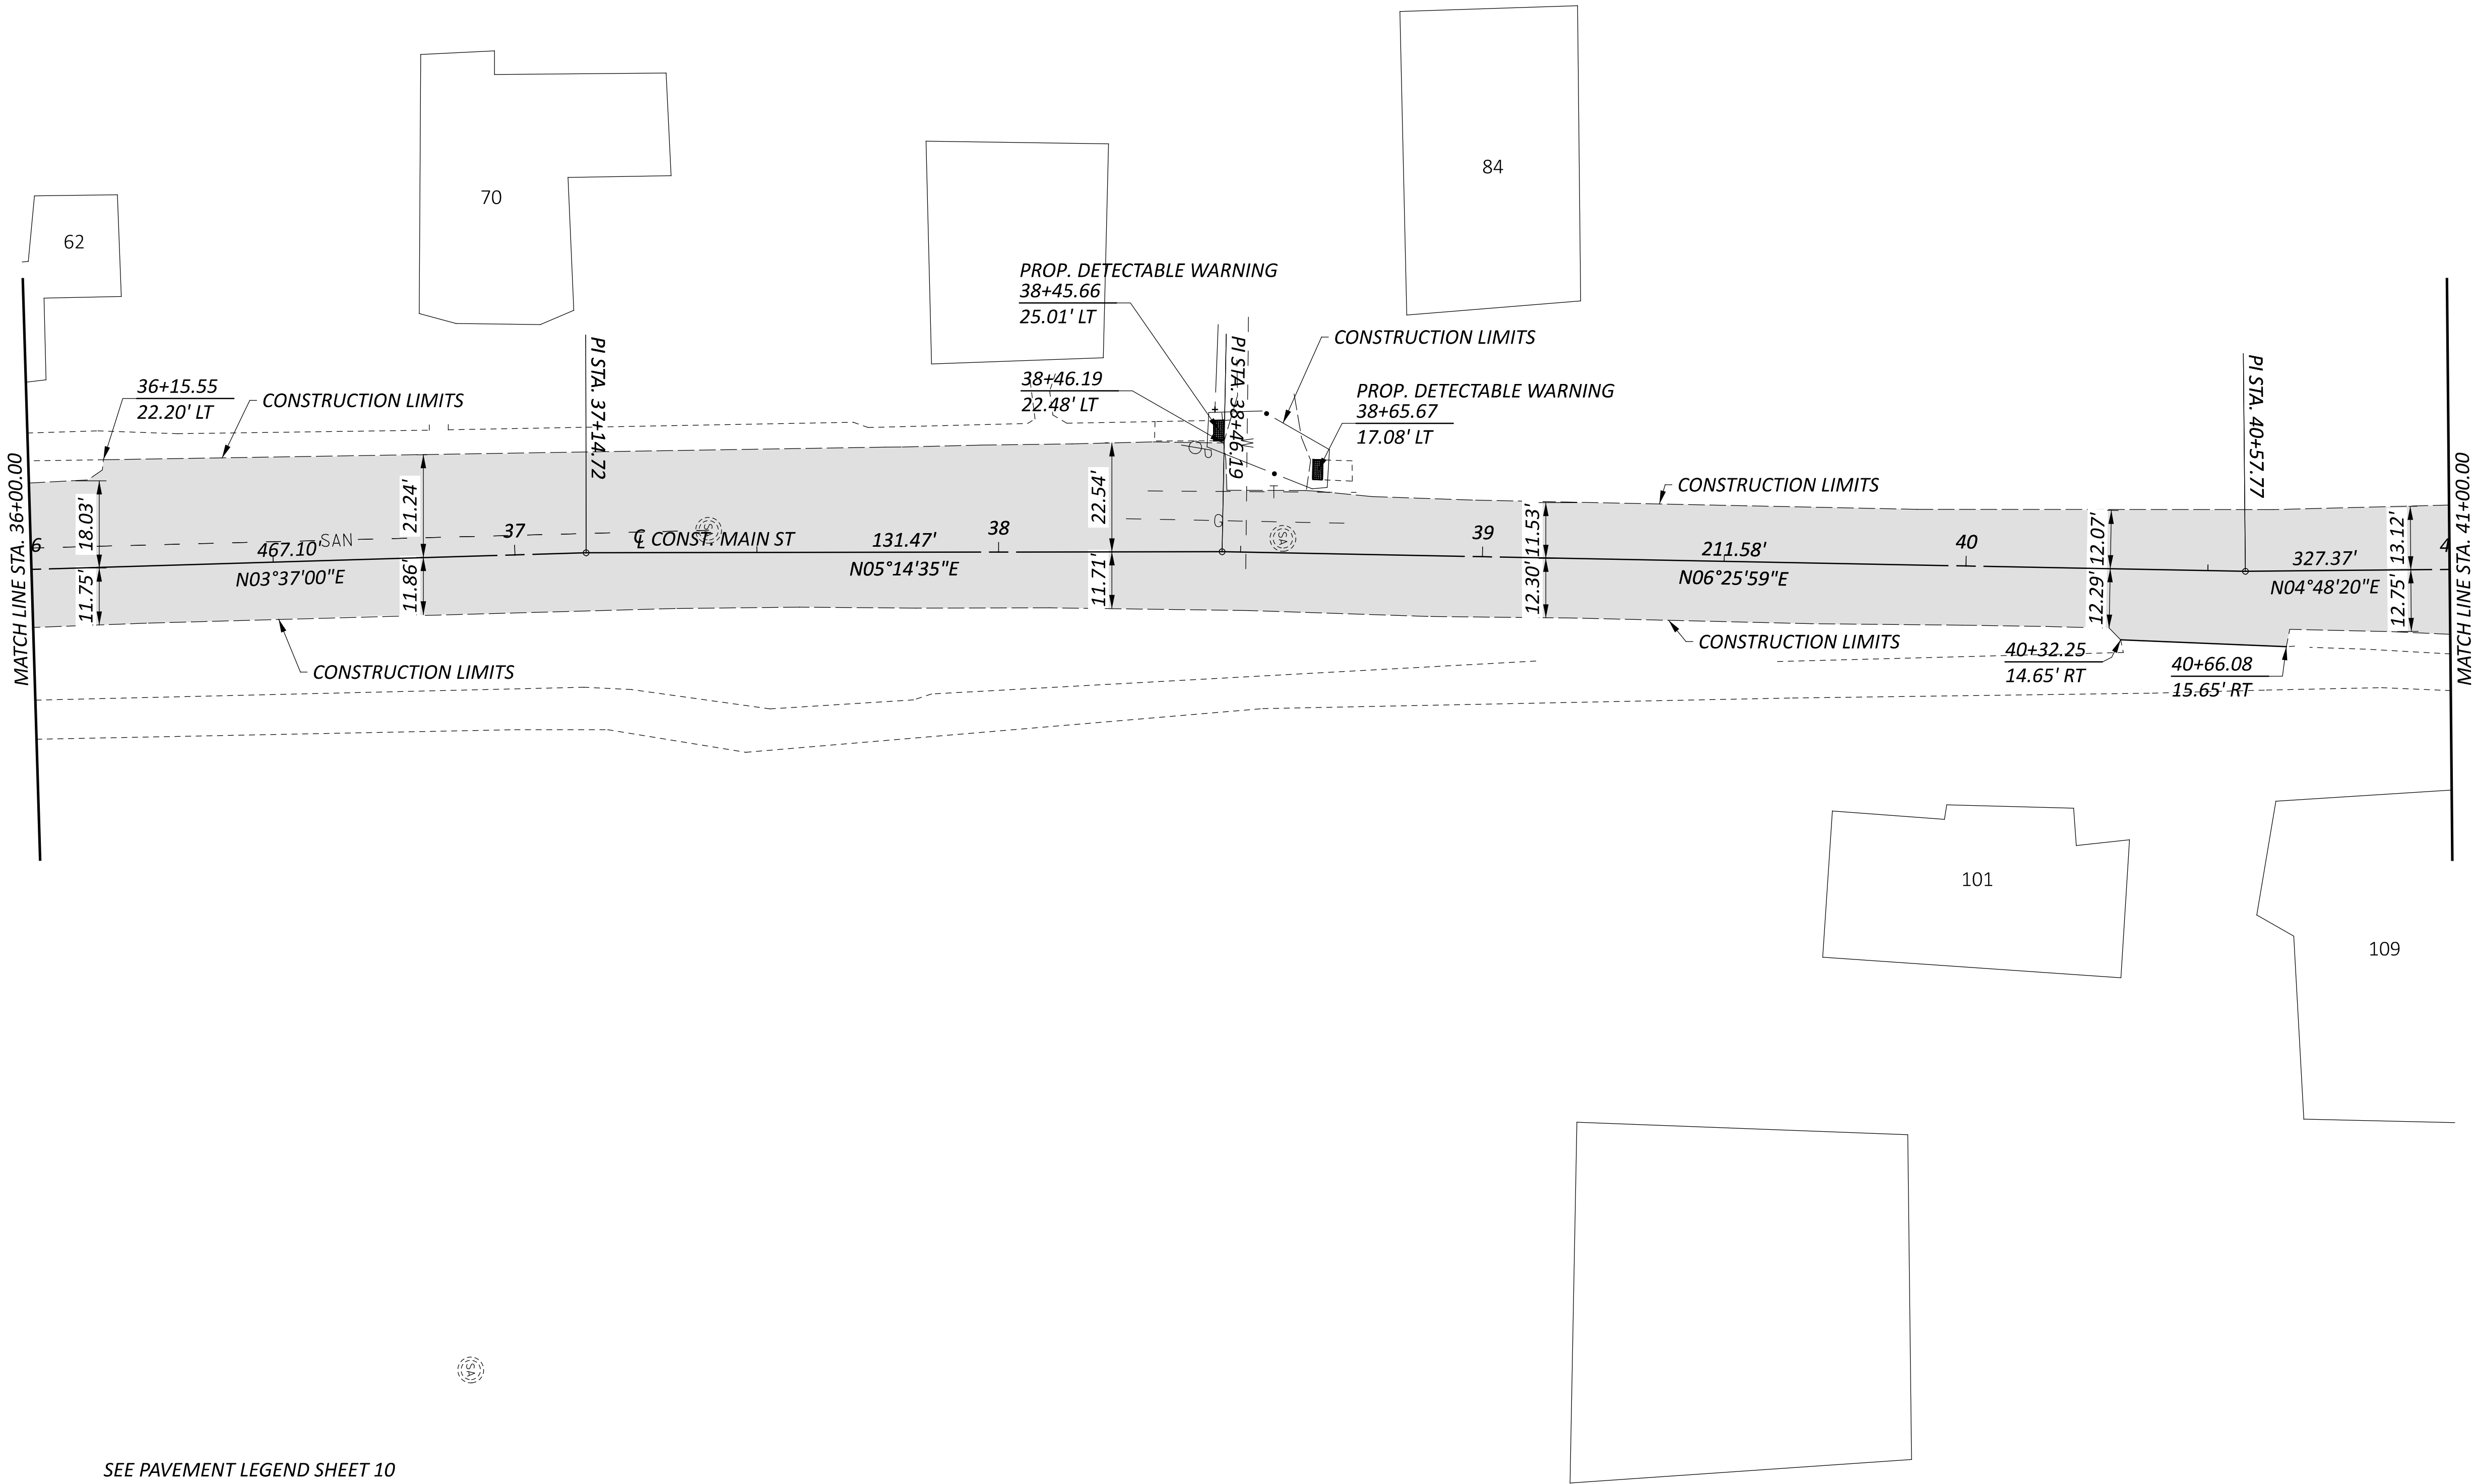 84
70
62
PROP. DETECTABLE WARNING
38+45.66
25.01' LT
CONSTRUCTION LIMITS
38+46.19
22.48' LT
PROP. DETECTABLE WARNING
38+65.67
17.08' LT
36+15.55
22.20' LT
CONSTRUCTION LIMITS
PI STA. 37+14.72
PI STA. 38+46.19
PI STA. 40+57.77
CONSTRUCTION LIMITS
MATCH LINE STA. 36+00.00
MATCH LINE STA. 41+00.00
18.03'
21.24'
22.54'
11.53'
12.07'
13.12'
6
SAN
37
SA
℄ CONST. MAIN ST
38
G
SA
39
40
4
467.10'
N03°37'00"E
131.47'
N05°14'35"E
211.58'
N06°25'59"E
327.37'
N04°48'20"E
11.75'
11.86'
11.71'
12.30'
12.29'
12.75'
CONSTRUCTION LIMITS
CONSTRUCTION LIMITS
40+32.25
14.65' RT
40+66.08
15.65' RT
101
109
SA
SEE PAVEMENT LEGEND SHEET 10